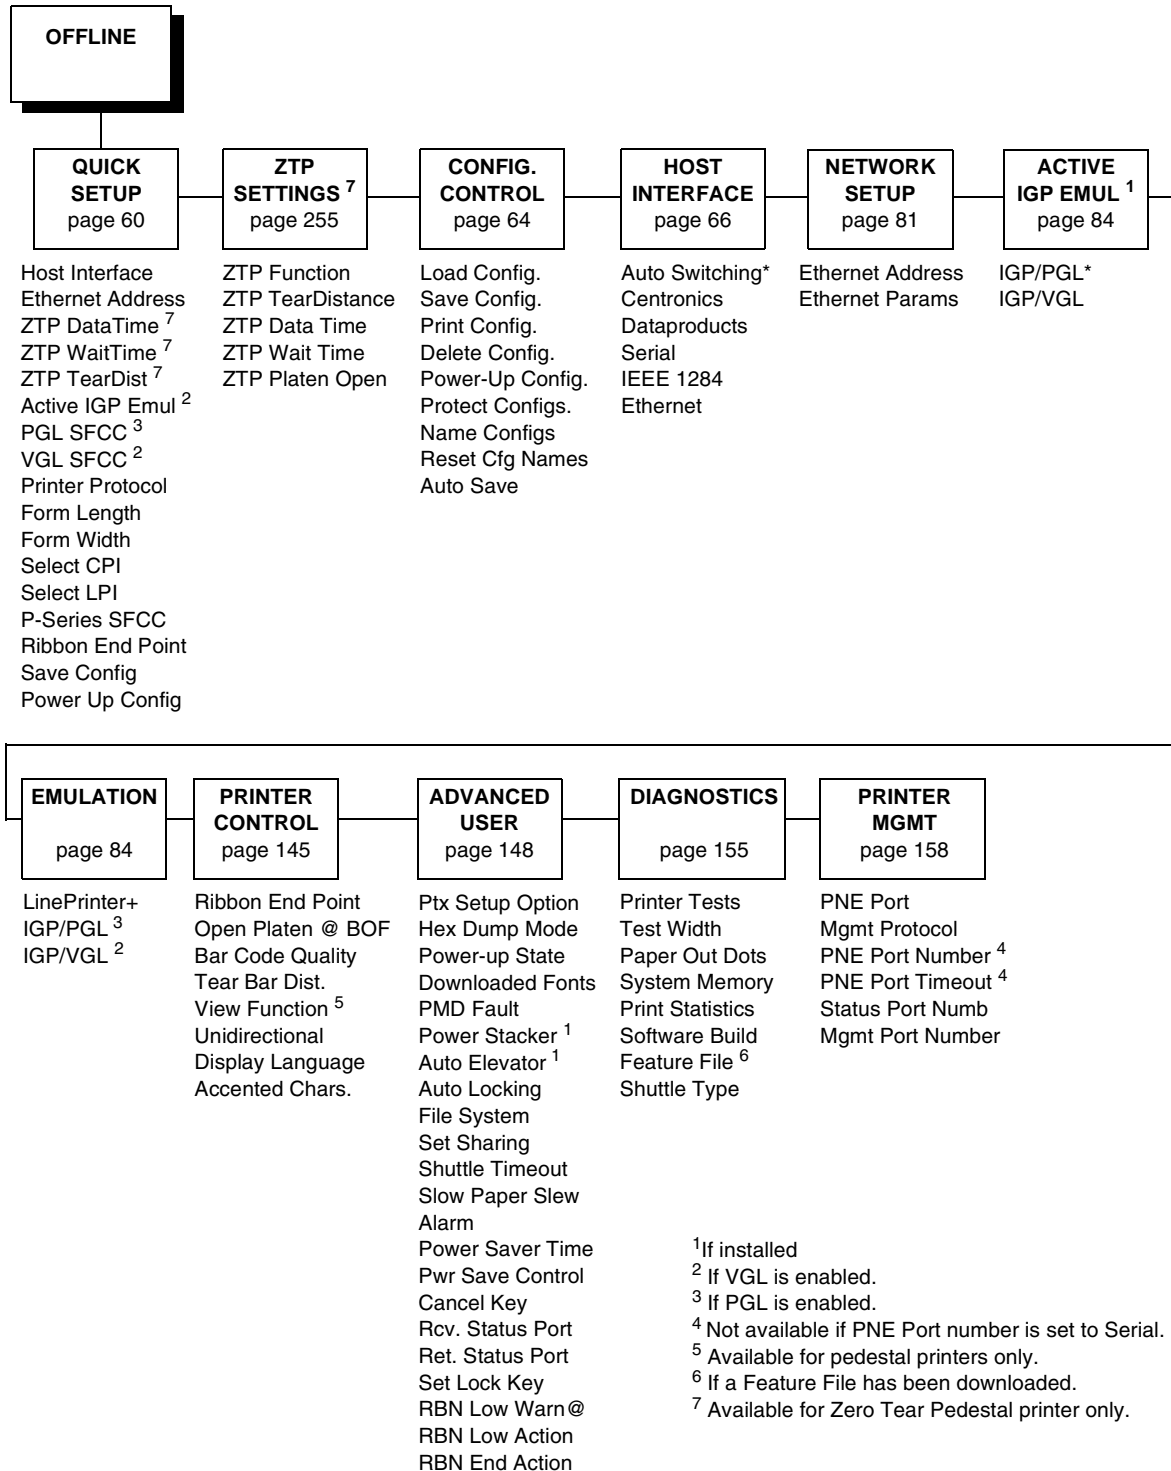 OFFLINE
QUICK
SETUP
page 60
Host Interface
Ethernet Address
ZTP DataTime 7
ZTP WaitTime 7
ZTP TearDist 7
Active IGP Emul 2
PGL SFCC 3
VGL SFCC 2
Printer Protocol
Form Length
Form Width
Select CPI
Select LPI
P-Series SFCC
Ribbon End Point
Save Config
Power Up Config
ZTP
SETTINGS 7
page 255
ZTP Function
ZTP TearDistance
ZTP Data Time
ZTP Wait Time
ZTP Platen Open
CONFIG.
CONTROL
page 64
Load Config.
Save Config.
Print Config.
Delete Config.
Power-Up Config.
Protect Configs.
Name Configs
Reset Cfg Names
Auto Save
HOST
INTERFACE
page 66
Auto Switching*
Centronics
Dataproducts
Serial
IEEE 1284
Ethernet
NETWORK
SETUP
page 81
Ethernet Address
Ethernet Params
ACTIVE
IGP EMUL 1
page 84
IGP/PGL*
IGP/VGL
EMULATION
page 84
LinePrinter+
IGP/PGL 3
IGP/VGL 2
PRINTER
CONTROL
page 145
Ribbon End Point
Open Platen @ BOF
Bar Code Quality
Tear Bar Dist.
View Function 5
Unidirectional
Display Language
Accented Chars.
ADVANCED
USER
page 148
Ptx Setup Option
Hex Dump Mode
Power-up State
Downloaded Fonts
PMD Fault
Power Stacker 1
Auto Elevator 1
Auto Locking
File System
Set Sharing
Shuttle Timeout
Slow Paper Slew
Alarm
Power Saver Time
Pwr Save Control
Cancel Key
Rcv. Status Port
Ret. Status Port
Set Lock Key
RBN Low Warn@
RBN Low Action
RBN End Action
DIAGNOSTICS
page 155
Printer Tests
Test Width
Paper Out Dots
System Memory
Print Statistics
Software Build
Feature File 6
Shuttle Type
PRINTER
MGMT
page 158
PNE Port
Mgmt Protocol
PNE Port Number 4
PNE Port Timeout 4
Status Port Numb
Mgmt Port Number
1If installed
2 If VGL is enabled.
3 If PGL is enabled.
4 Not available if PNE Port number is set to Serial.
5 Available for pedestal printers only.
6 If a Feature File has been downloaded.
7 Available for Zero Tear Pedestal printer only.